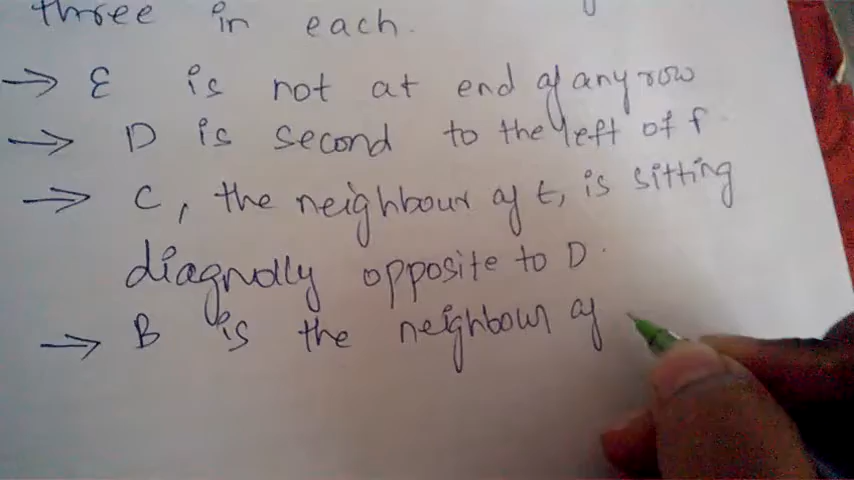 three in each.
→ E is not at end of any row
→ D is second to the left of F.
→ C, the neighbour of E, is sitting
diagnolly opposite to D.
→ B is the neighbour of